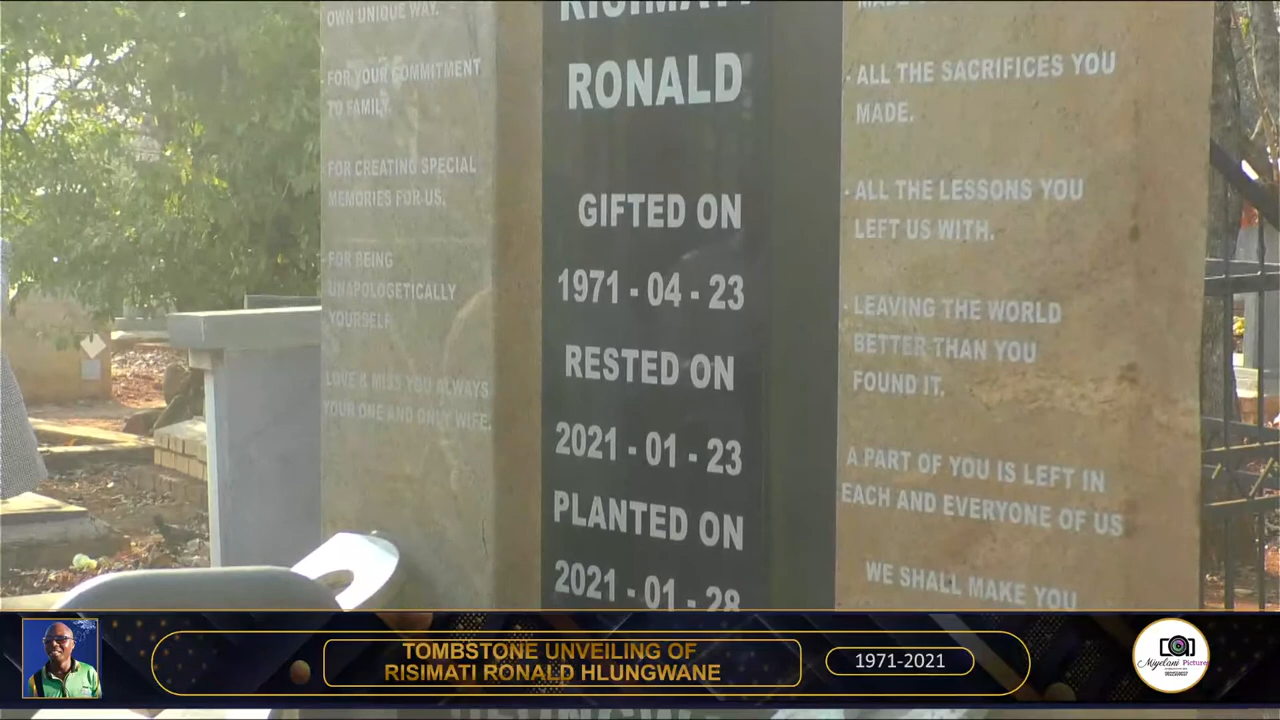 OWN UNIQUE WAY.
- FOR YOUR COMMITMENT
TO FAMILY.
- FOR CREATING SPECIAL
MEMORIES FOR US.
- FOR BEING
UNAPOLOGETICALLY
YOURSELF.
LOVE & MISS YOU ALWAYS
YOUR ONE AND ONLY WIFE.
RISIMATI
RONALD
GIFTED ON
1971 - 04 - 23
RESTED ON
2021 - 01 - 23
PLANTED ON
2021 - 01 - 28
- ALL THE SACRIFICES YOU
MADE.
- ALL THE LESSONS YOU
LEFT US WITH.
- LEAVING THE WORLD
BETTER THAN YOU
FOUND IT.
A PART OF YOU IS LEFT IN
EACH AND EVERYONE OF US
WE SHALL MAKE YOU
TOMBSTONE UNVEILING OF
RISIMATI RONALD HLUNGWANE
1971-2021
Miyelani Picture